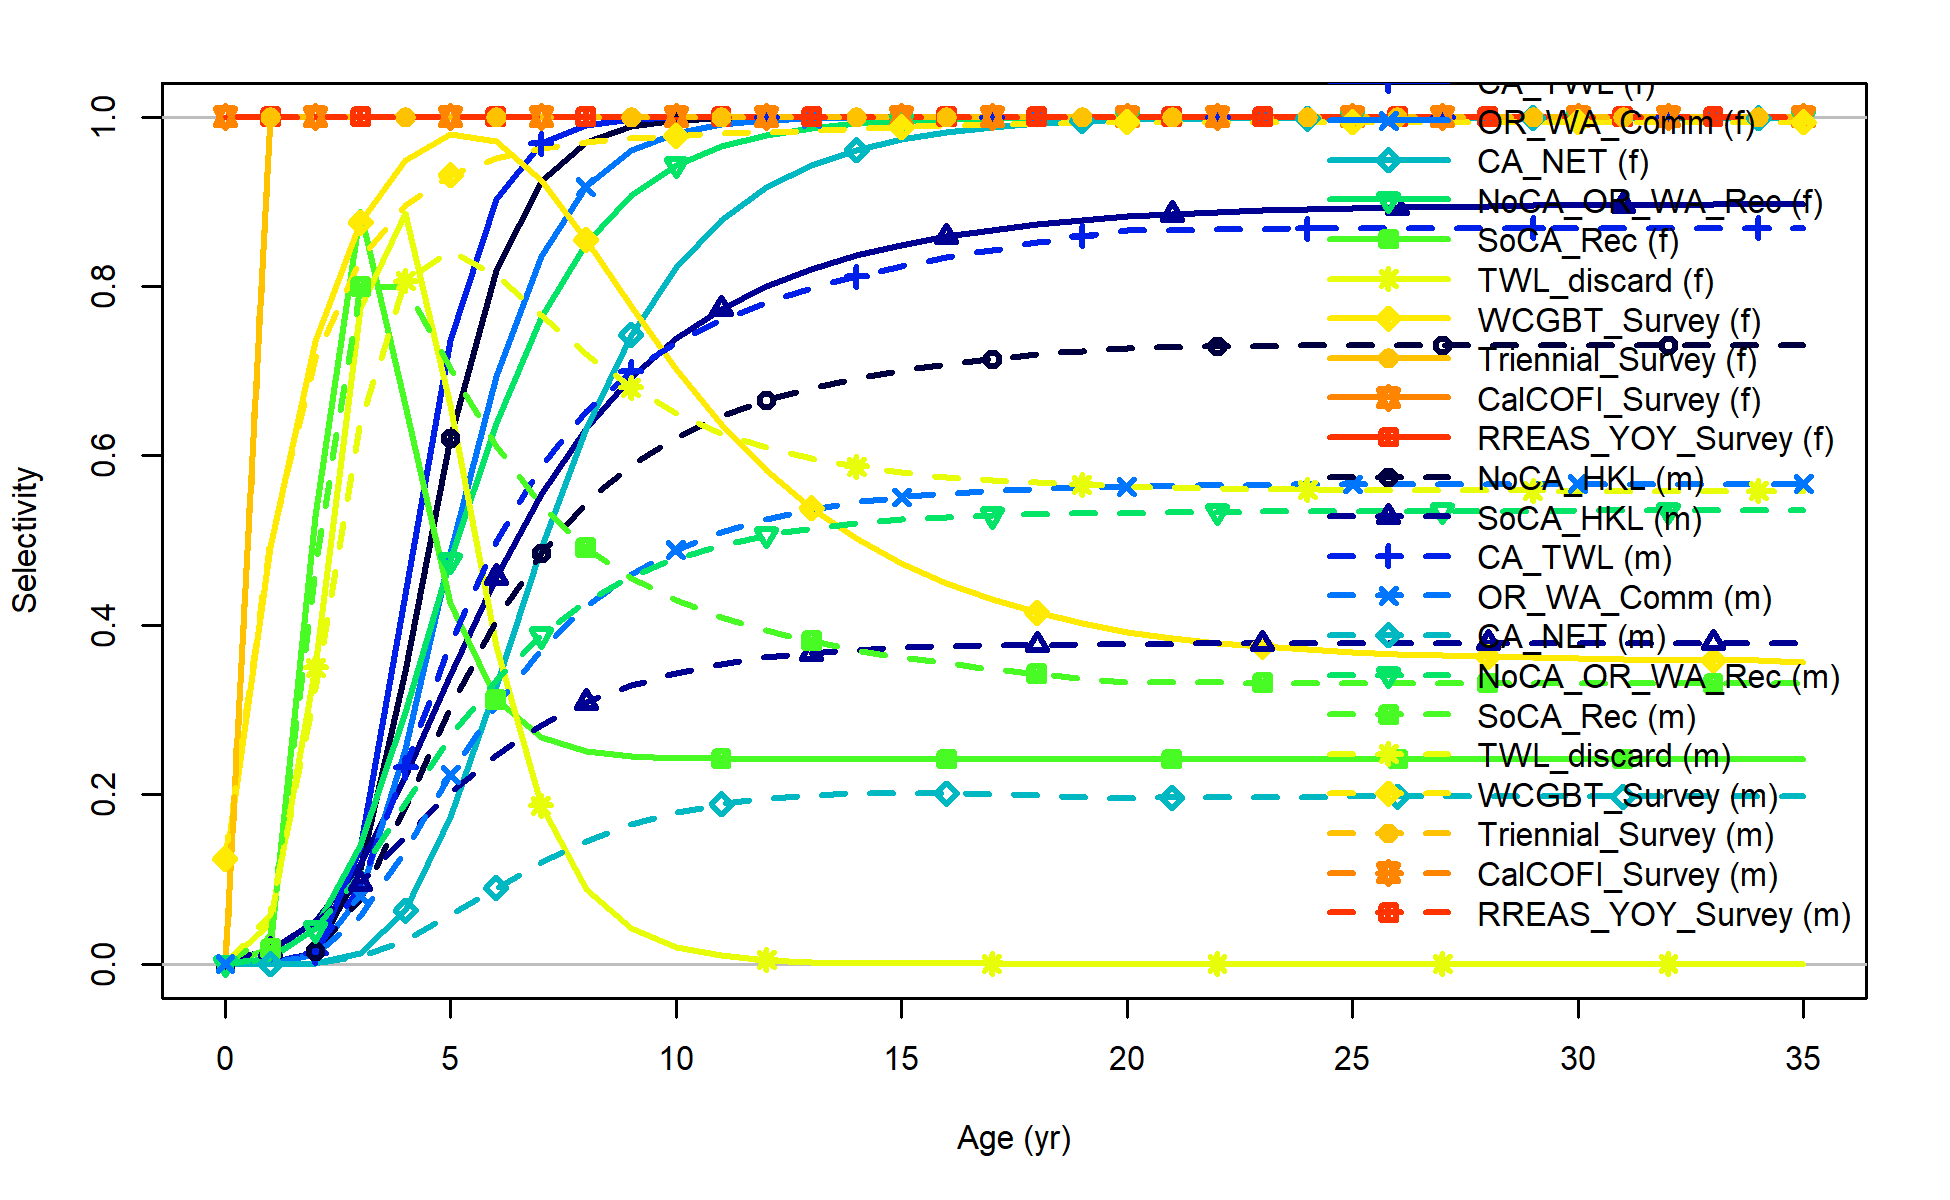 CA_TWL (f)
OR_WA_Comm (f)
CA_NET (f)
NoCA_OR_WA_Rec (f)
SoCA_Rec (f)
TWL_discard (f)
WCGBT_Survey (f)
Triennial_Survey (f)
CalCOFI_Survey (f)
RREAS_YOY_Survey (f)
NoCA_HKL (m)
SoCA_HKL (m)
CA_TWL (m)
OR_WA_Comm (m)
CA_NET (m)
NoCA_OR_WA_Rec (m)
SoCA_Rec (m)
TWL_discard (m)
WCGBT_Survey (m)
Triennial_Survey (m)
CalCOFI_Survey (m)
RREAS_YOY_Survey (m)
Selectivity
1.0
0.8
0.6
0.4
0.2
0.0
0 5 10 15 20 25 30 35
Age (yr)